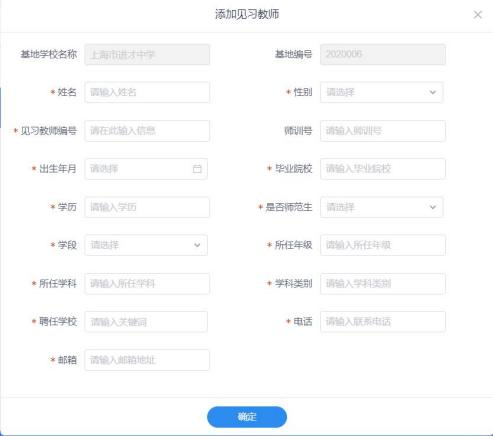 添加见习教师
基地学校名称 上海市进才中学 基地编号 2020006
* 姓名 请输入姓名 * 性别 请选择
* 见习教师编号 请在此输入信息 师训号 请输入师训号
* 出生年月 请选择 * 毕业院校 请输入毕业院校
* 学历 请输入学历 * 是否师范生 请选择
* 学段 请选择 * 所任年级 请输入所任年级
* 所任学科 请输入所任学科 * 学科类别 请输入学科类别
* 聘任学校 请输入关键词 * 电话 请输入联系电话
* 邮箱 请输入邮箱地址
确定